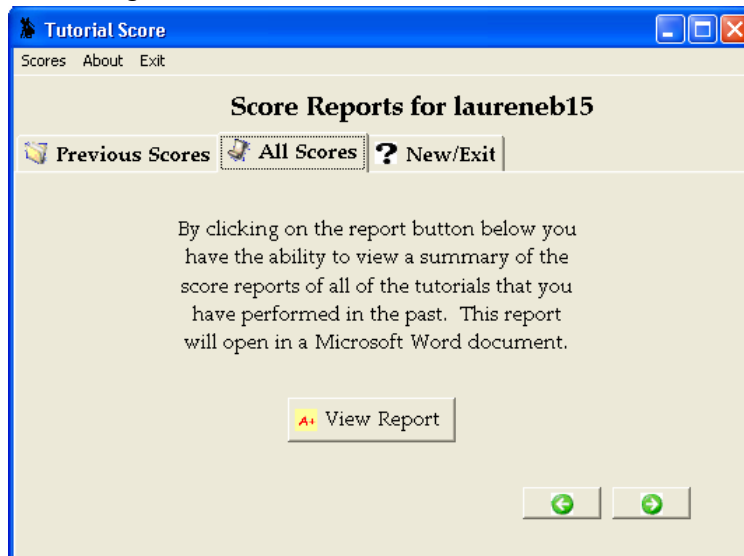 Tutorial Score
Scores About Exit
Score Reports for laureneb15
Previous Scores All Scores ? New/Exit
By clicking on the report button below you
have the ability to view a summary of the
score reports of all of the tutorials that you
have performed in the past. This report
will open in a Microsoft Word document.
A+ View Report